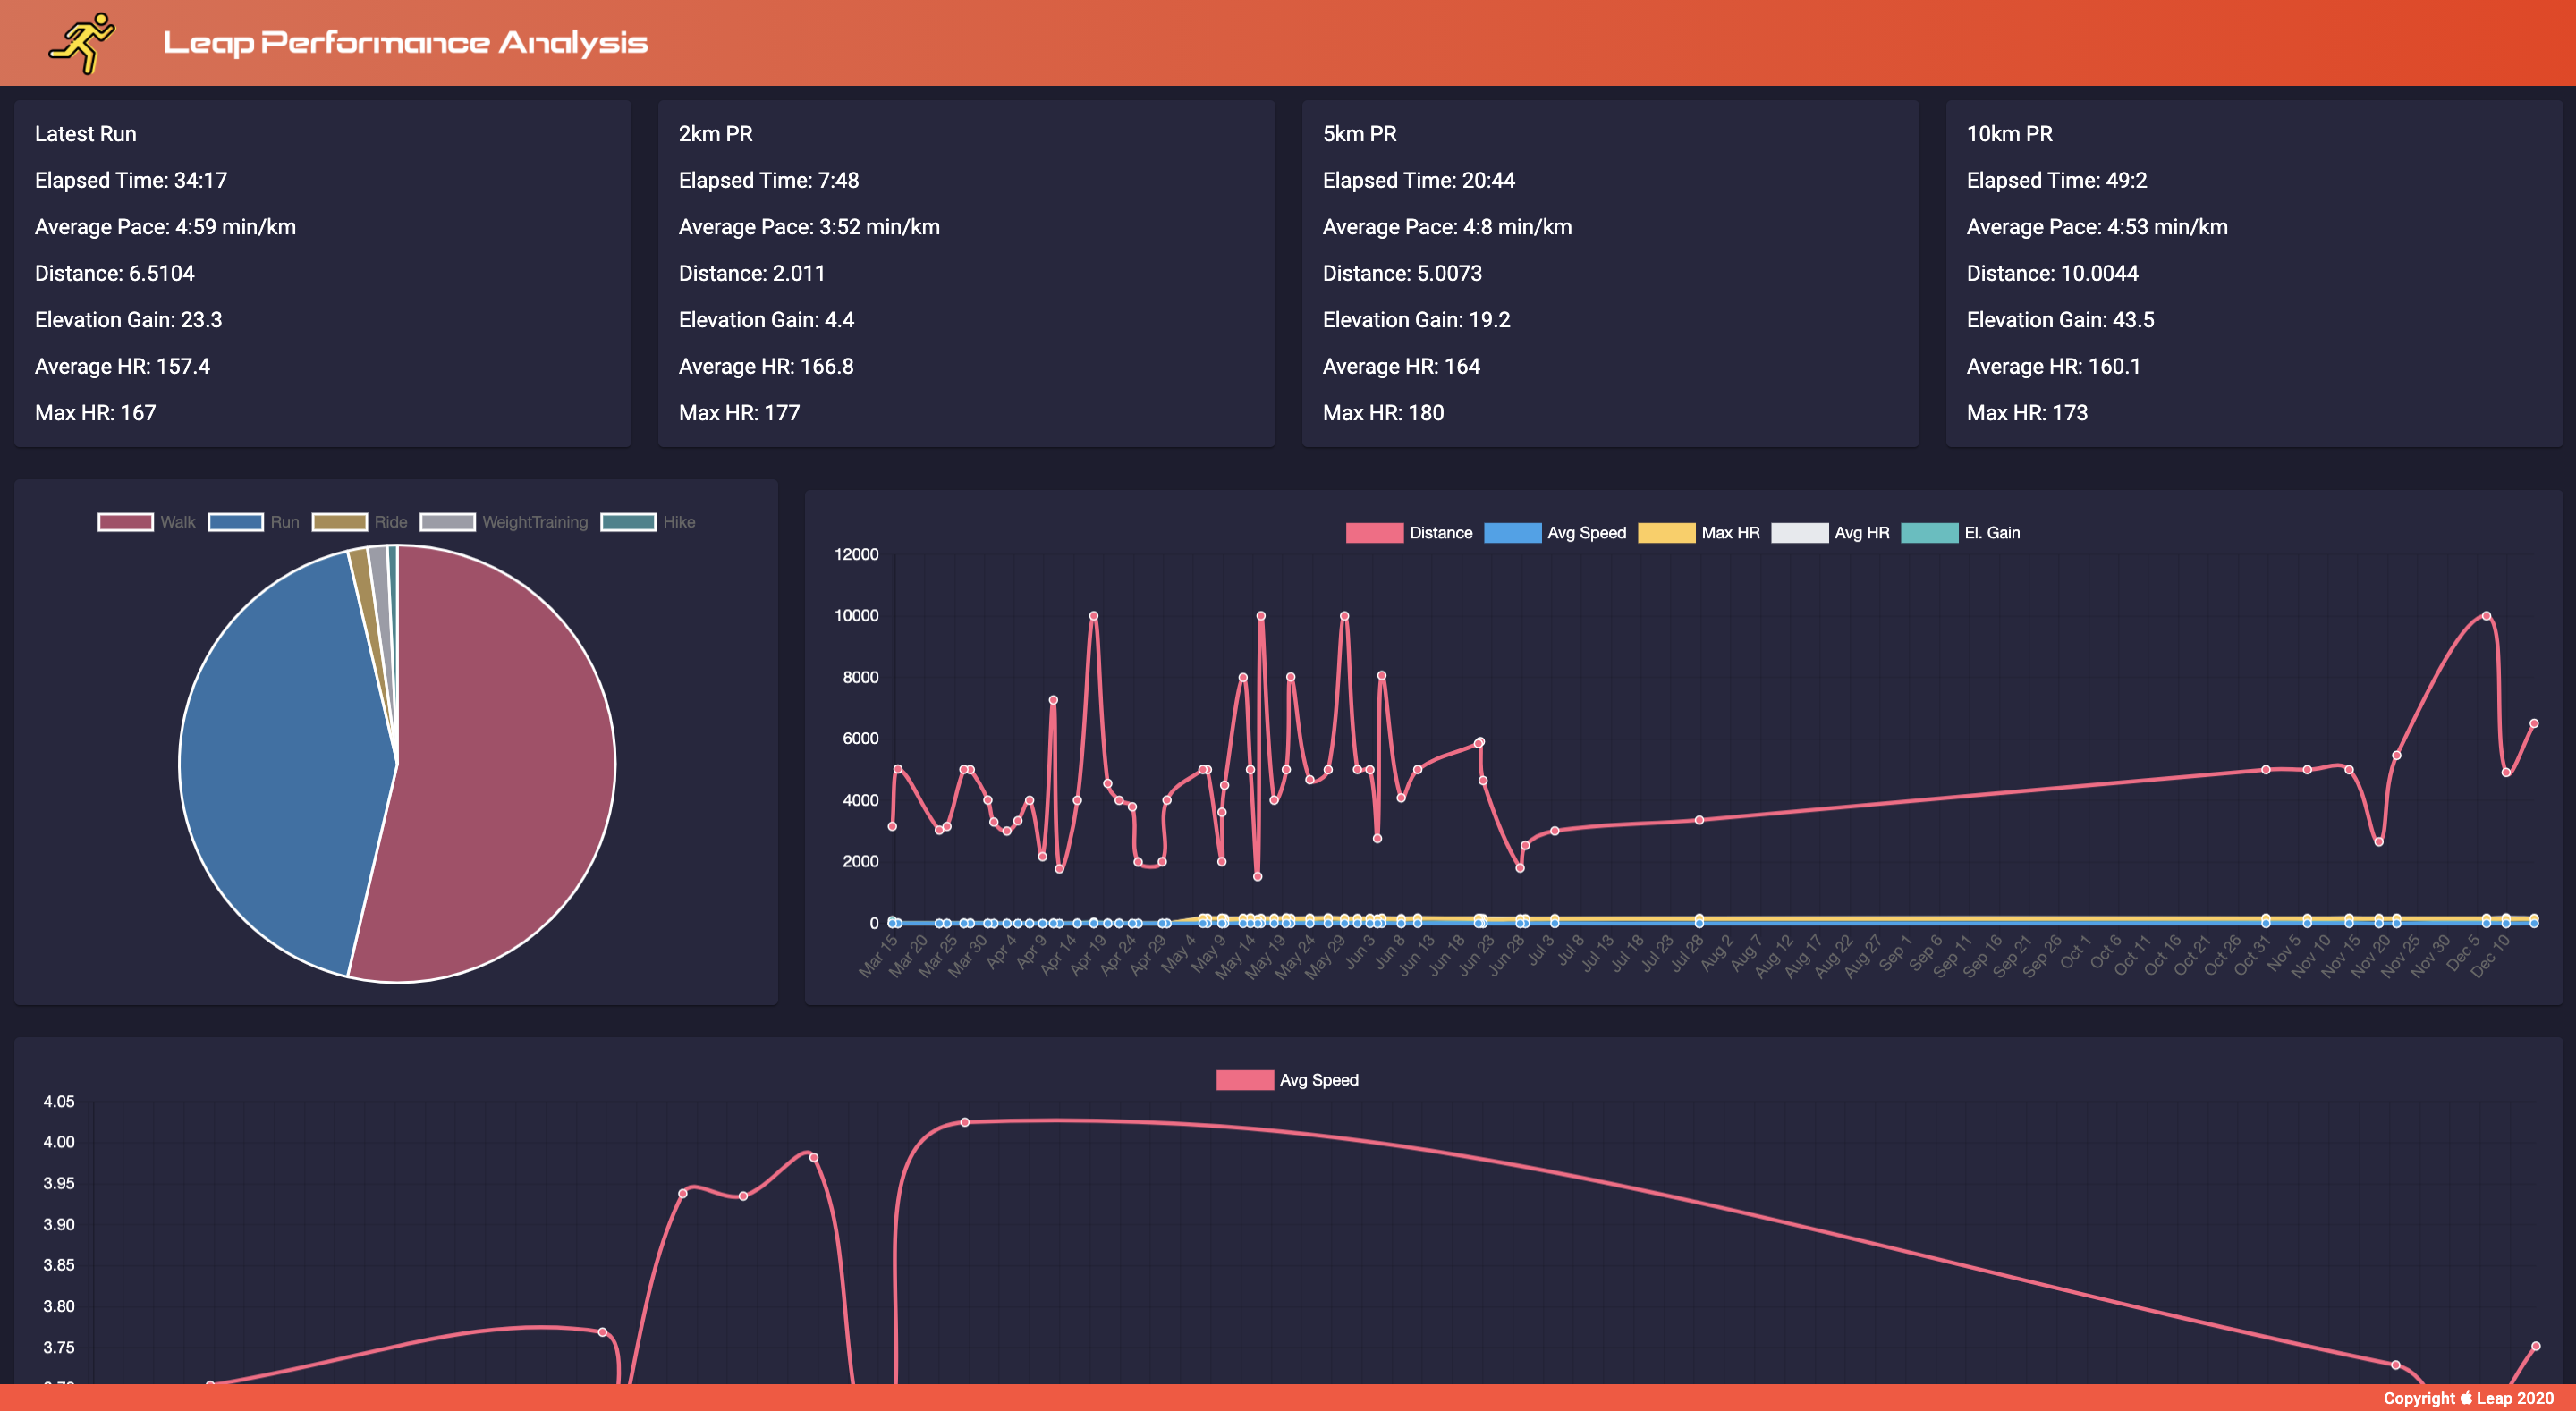 Leap Performance Analysis
Latest Run
Elapsed Time: 34:17
Average Pace: 4:59 min/km
Distance: 6.5104
Elevation Gain: 23.3
Average HR: 157.4
Max HR: 167
2km PR
Elapsed Time: 7:48
Average Pace: 3:52 min/km
Distance: 2.011
Elevation Gain: 4.4
Average HR: 166.8
Max HR: 177
5km PR
Elapsed Time: 20:44
Average Pace: 4:8 min/km
Distance: 5.0073
Elevation Gain: 19.2
Average HR: 164
Max HR: 180
10km PR
Elapsed Time: 49:2
Average Pace: 4:53 min/km
Distance: 10.0044
Elevation Gain: 43.5
Average HR: 160.1
Max HR: 173
Walk Run Ride WeightTraining Hike
Distance Avg Speed Max HR Avg HR El. Gain
12000
10000
8000
6000
4000
2000
0
Mar 15 Mar 20 Mar 25 Mar 30 Apr 4 Apr 9 Apr 14 Apr 19 Apr 24 Apr 29 May 4 May 9 May 14 May 19 May 24 May 29 Jun 3 Jun 8 Jun 13 Jun 18 Jun 23 Jun 28 Jul 3 Jul 8 Jul 13 Jul 18 Jul 23 Jul 28 Aug 2 Aug 7 Aug 12 Aug 17 Aug 22 Aug 27 Sep 1 Sep 6 Sep 11 Sep 16 Sep 21 Sep 26 Oct 1 Oct 6 Oct 11 Oct 16 Oct 21 Oct 26 Oct 31 Nov 5 Nov 10 Nov 15 Nov 20 Nov 25 Nov 30 Dec 5 Dec 10
Avg Speed
4.05
4.00
3.95
3.90
3.85
3.80
3.75
Copyright Leap 2020